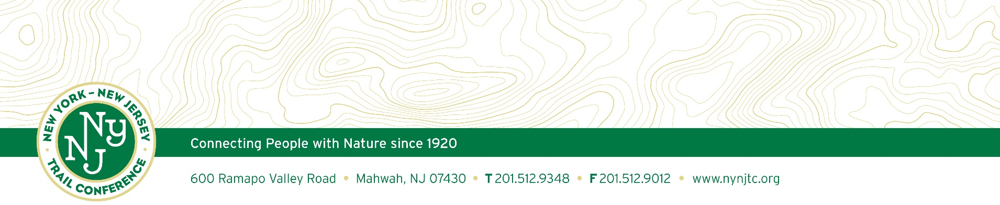 NEW YORK – NEW JERSEY
NY
NJ
TRAIL CONFERENCE
Connecting People with Nature since 1920
600 Ramapo Valley Road • Mahwah, NJ 07430 • T 201.512.9348 • F 201.512.9012 • www.nynjtc.org